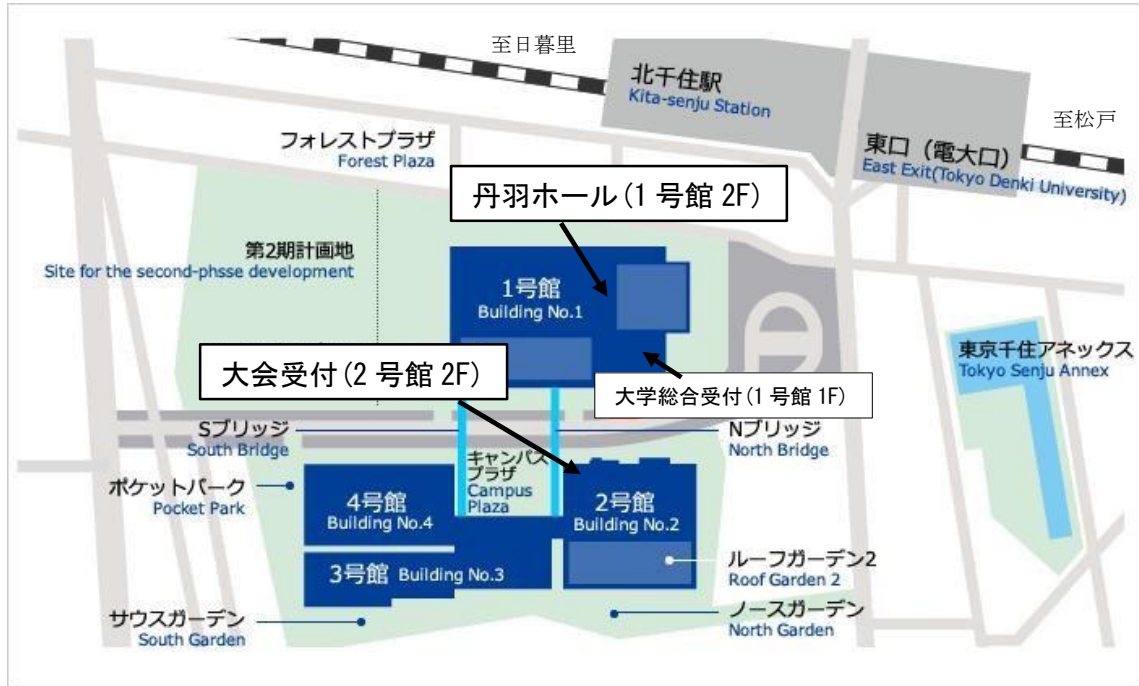 至日暮里
北千住駅
Kita-senju Station
至松戸
東口（電大口）
East Exit(Tokyo Denki University)
フォレストプラザ
Forest Plaza
丹羽ホール(1号館 2F)
第2期計画地
Site for the second-phsse development
1号館
Building No.1
大会受付(2号館 2F)
大学総合受付(1号館 1F)
東京千住アネックス
Tokyo Senju Annex
Sブリッジ
South Bridge
Nブリッジ
North Bridge
キャンパス
プラザ
Campus
Plaza
ポケットパーク
Pocket Park
4号館
Building No.4
2号館
Building No.2
3号館 Building No.3
ルーフガーデン2
Roof Garden 2
サウスガーデン
South Garden
ノースガーデン
North Garden